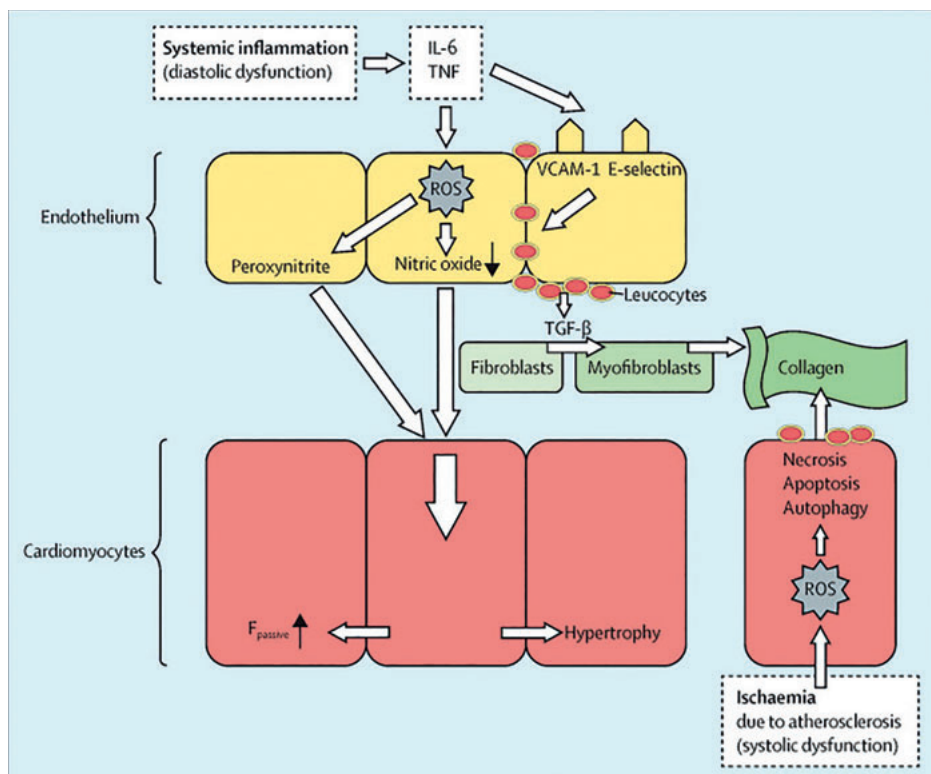 Systemic inflammation
(diastolic dysfunction)
IL-6
TNF
VCAM-1 E-selectin
ROS
Endothelium
Peroxynitrite
Nitric oxide
Leucocytes
TGF-β
Fibroblasts
Myofibroblasts
Collagen
Necrosis
Apoptosis
Autophagy
Cardiomyocytes
ROS
Fpassive
Hypertrophy
Ischaemia
due to atherosclerosis
(systolic dysfunction)